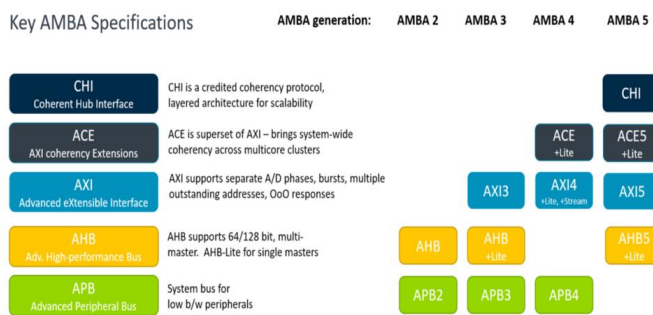 Key AMBA Specifications
AMBA generation: AMBA 2 AMBA 3 AMBA 4 AMBA 5
CHI
Coherent Hub Interface
CHI is a credited coherency protocol,
layered architecture for scalability
CHI
ACE
AXI coherency Extensions
ACE is superset of AXI – brings system-wide
coherency across multicore clusters
ACE
+Lite
ACE5
+Lite
AXI
Advanced eXtensible Interface
AXI supports separate A/D phases, bursts, multiple
outstanding addresses, OoO responses
AXI3
AXI4
+Lite, +Stream
AXI5
AHB
Adv. High-performance Bus
AHB supports 64/128 bit, multi-
master. AHB-Lite for single masters
AHB
AHB
+Lite
AHB5
+Lite
APB
Advanced Peripheral Bus
System bus for
low b/w peripherals
APB2
APB3
APB4